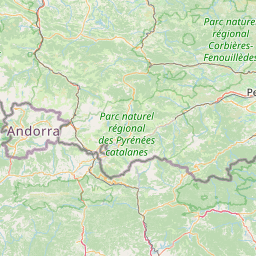 Parc naturel
régional
Corbières-
Fenouillèdes
Pe
Parc naturel
régional
des Pyrénées
catalanes
Andorra